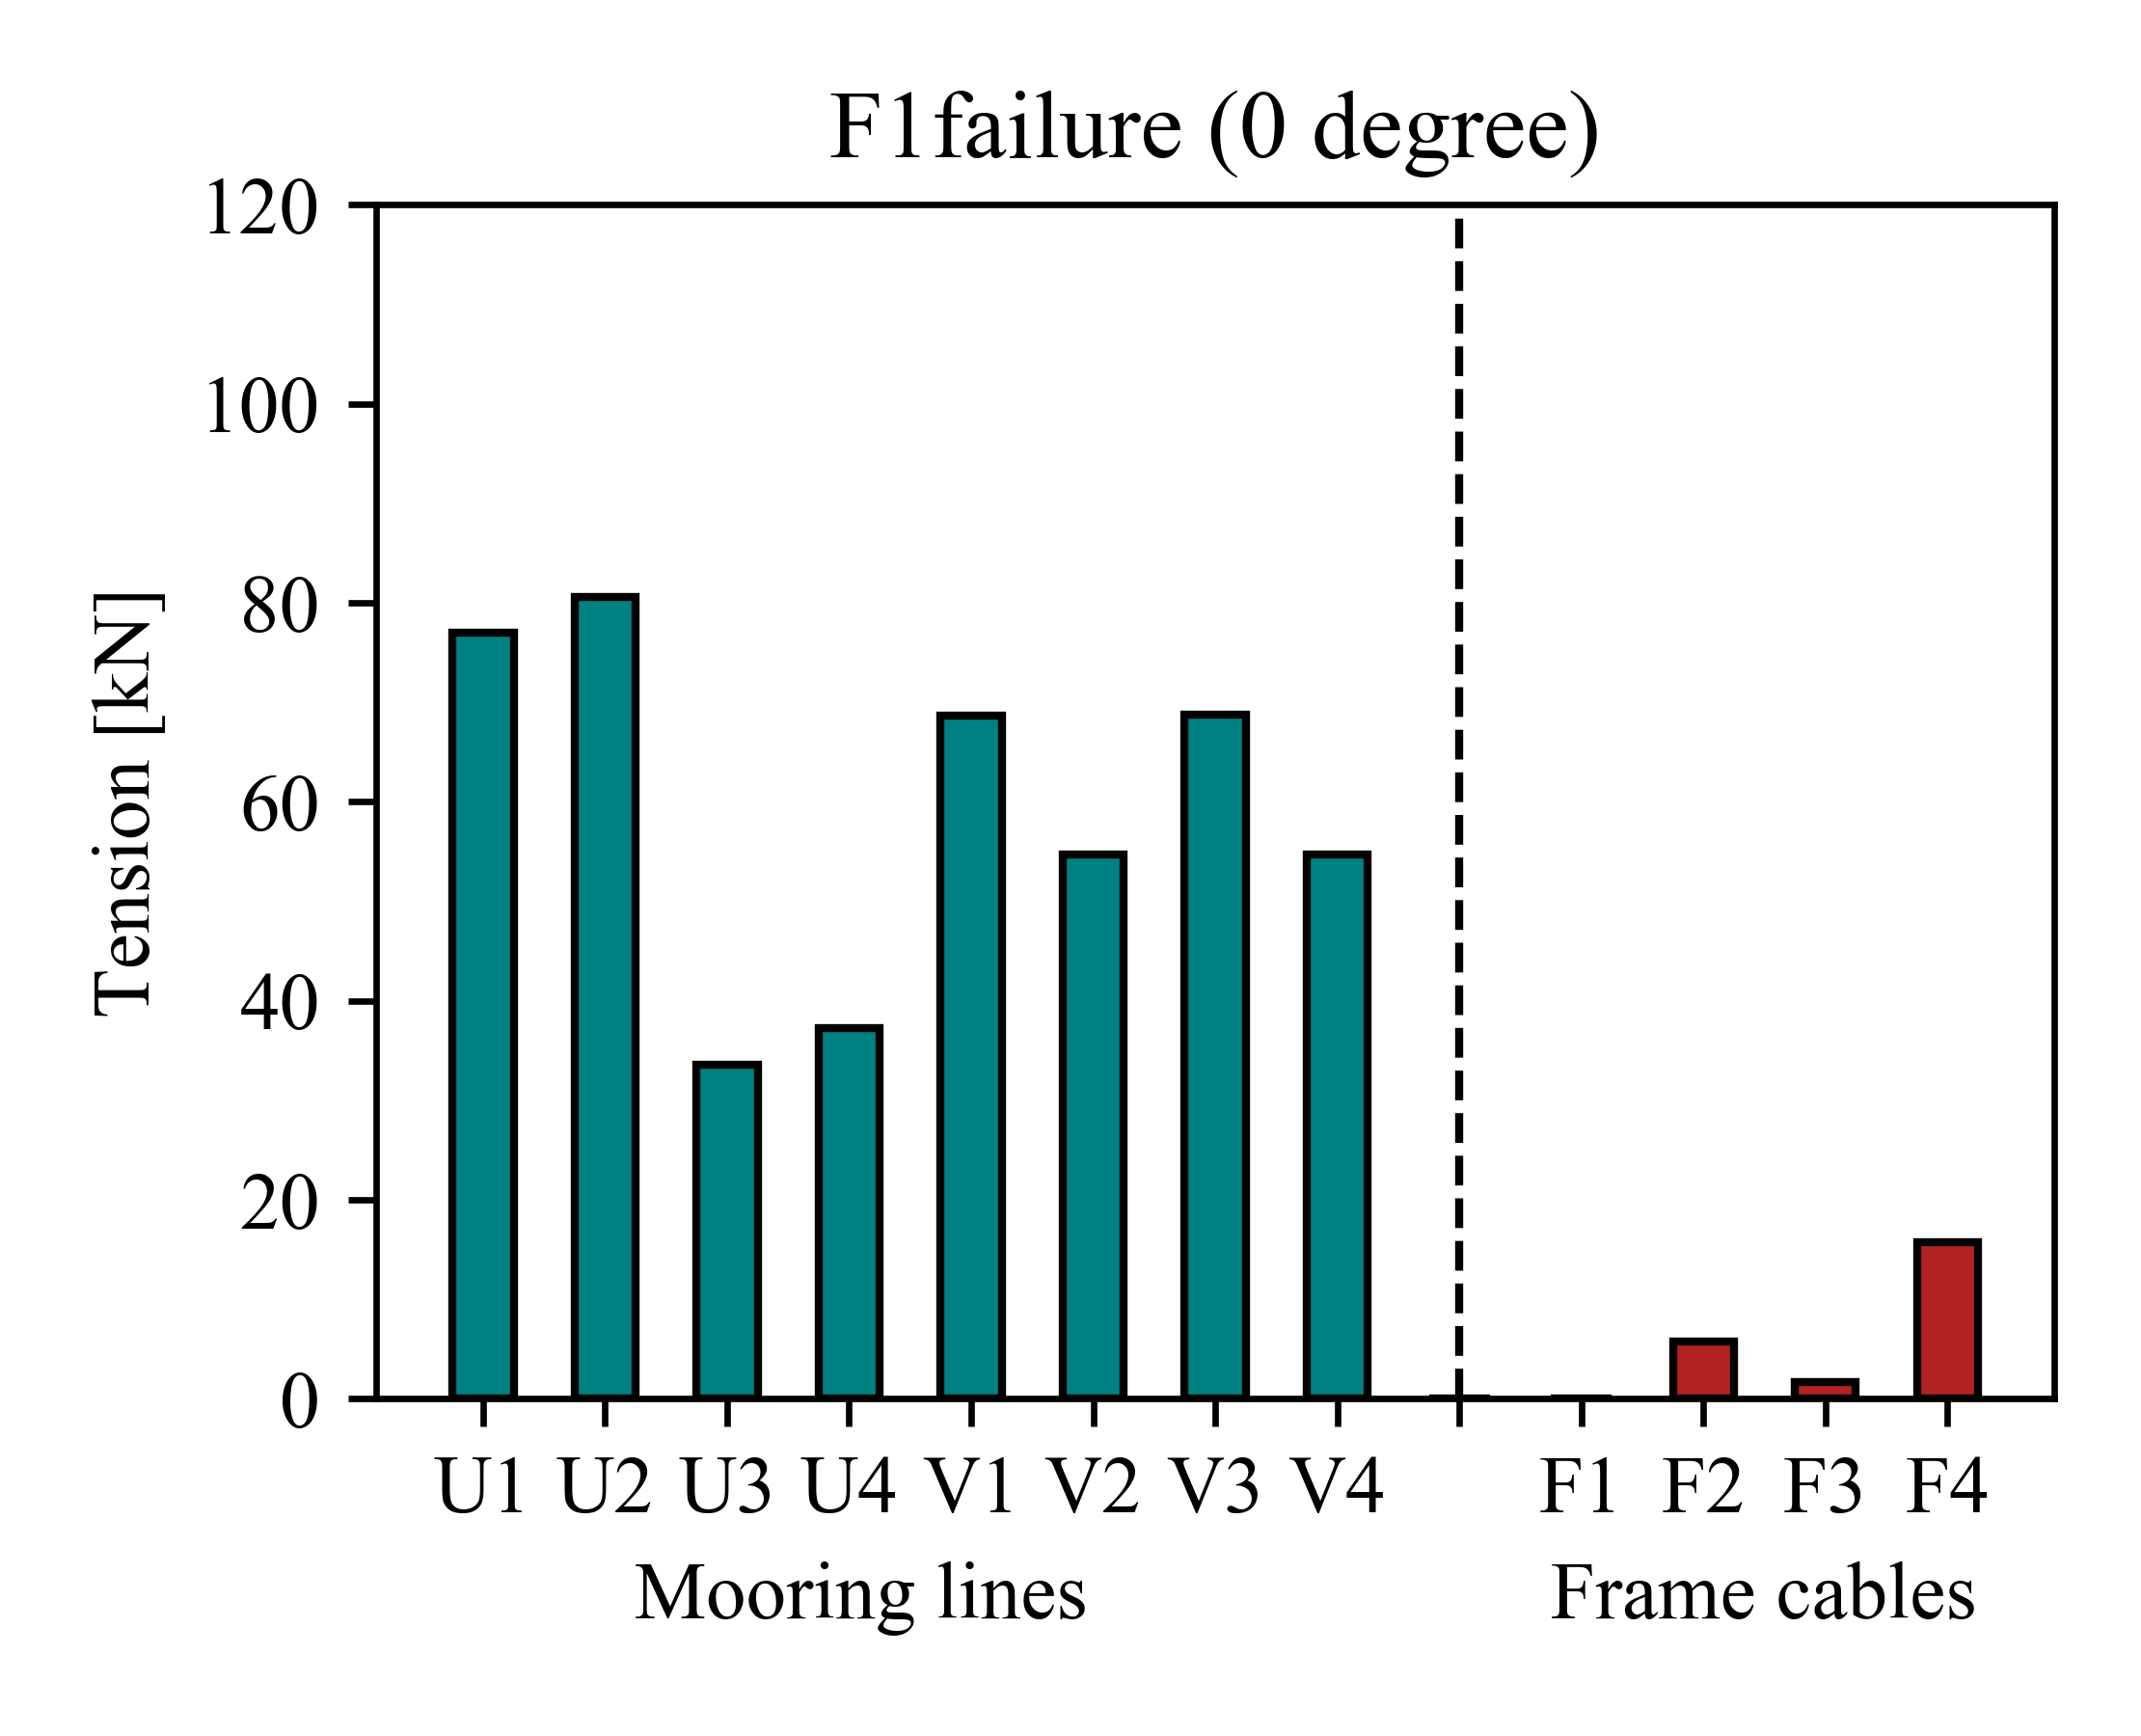 F1failure (0 degree)
120
100
80
60
40
20
0
Tension [kN]
U1 U2 U3 U4 V1 V2 V3 V4 F1 F2 F3 F4
Mooring lines Frame cables